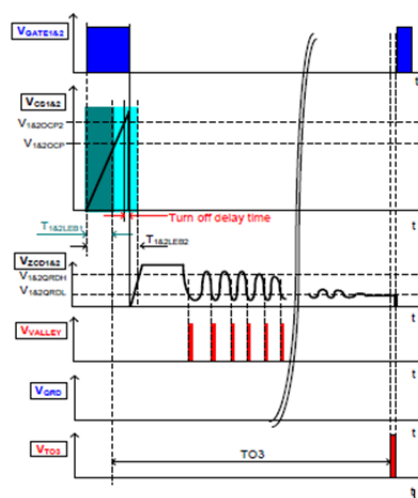 VGATE1&2
t
VCS1&2
V1&2OCP2
V1&2OCP
t
Turn off delay time
T1&2LEB1
T1&2LEB2
VZCD1&2
V1&2QRDH
V1&2QRDL
t
VVALLEY
t
VQRD
t
VTO3
TO3
t